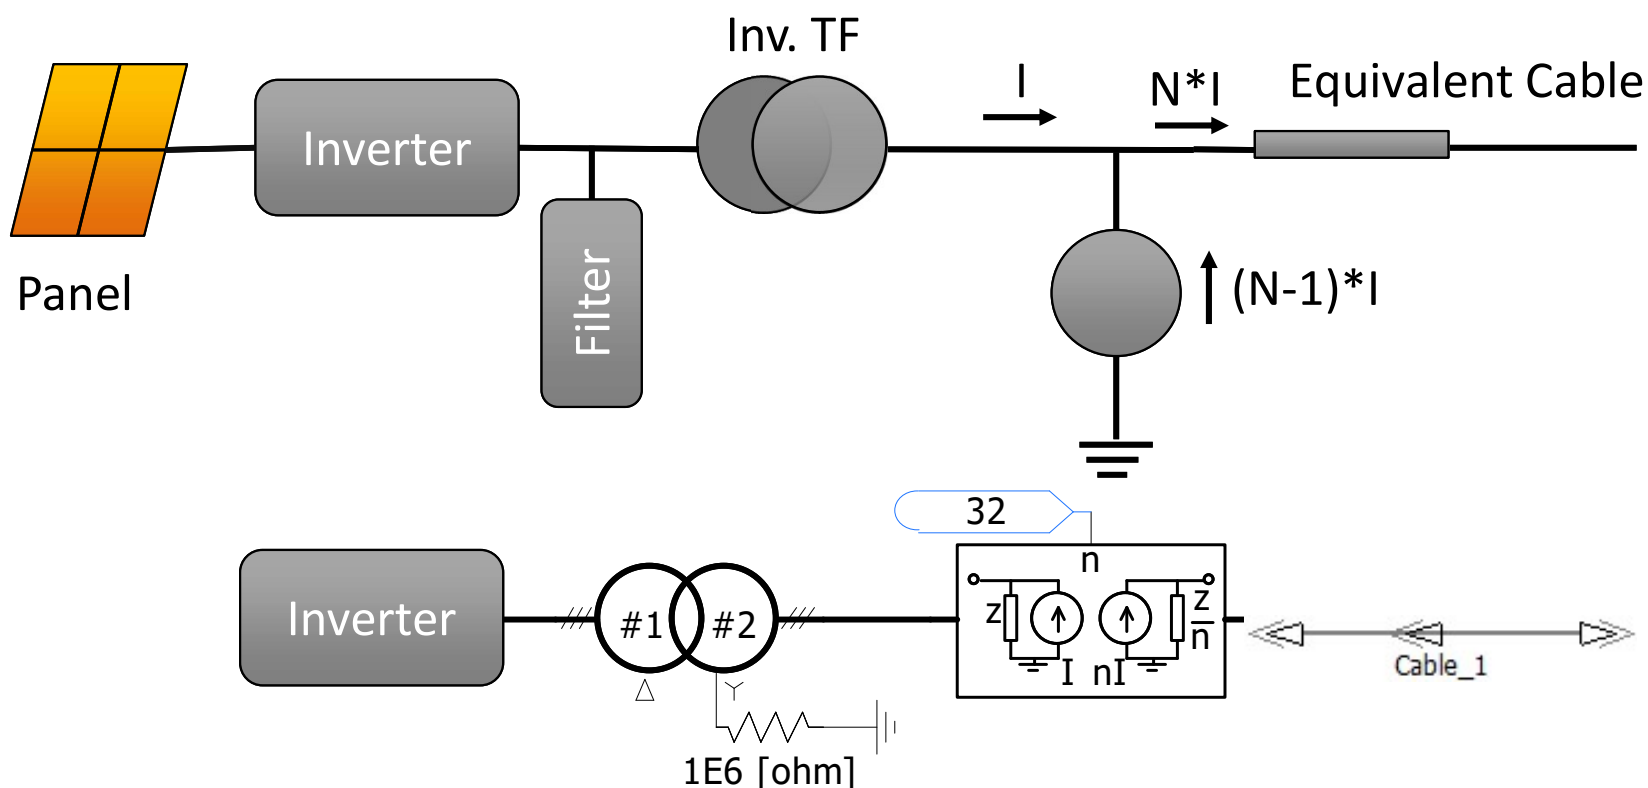 Inv. TF
I
N*I
Equivalent Cable
Inverter
Panel
Filter
(N-1)*I
32
n
Inverter
#1
#2
z
z
n
I
nI
Cable_1
Δ
Y
1E6 [ohm]